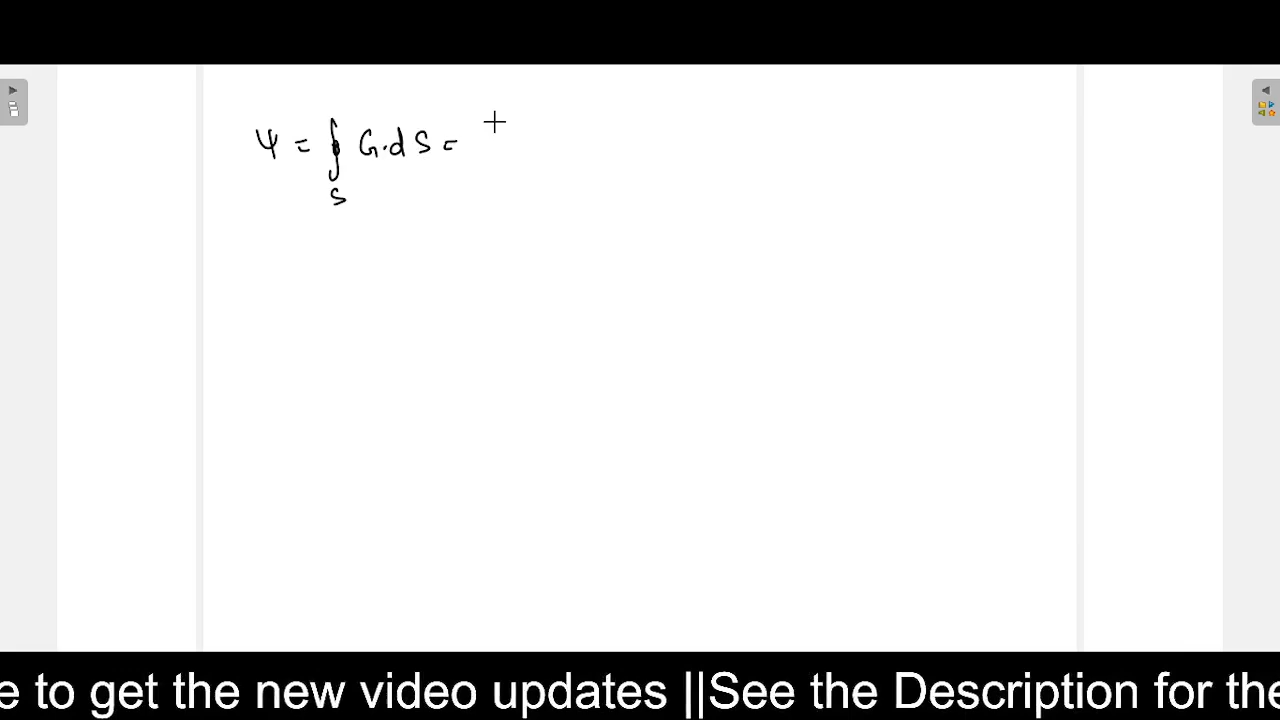 Ψ = ∮ G.dS =
S
e to get the new video updates ||See the Description for the